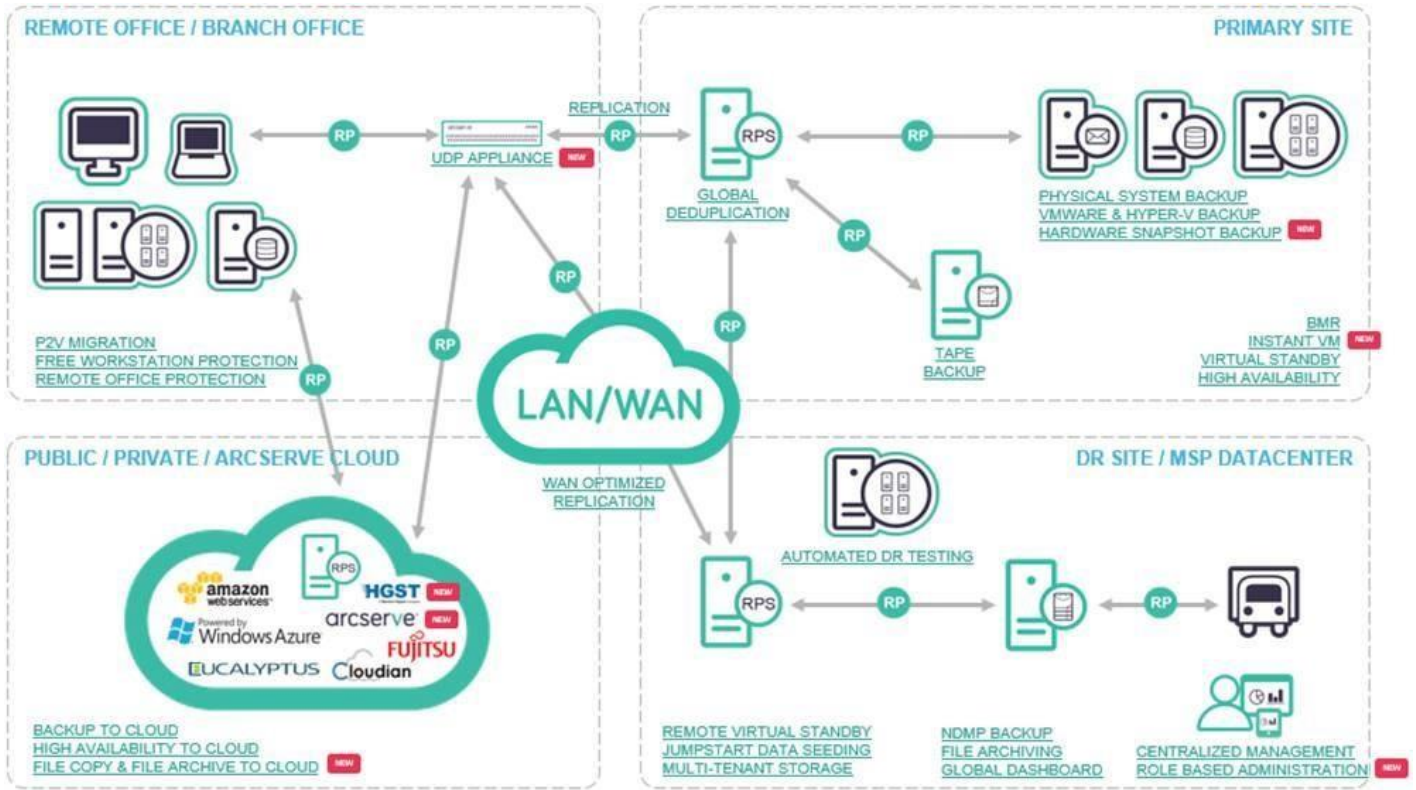 REMOTE OFFICE / BRANCH OFFICE
RP
UDP APPLIANCE NEW
REPLICATION
RP
P2V MIGRATION
FREE WORKSTATION PROTECTION
REMOTE OFFICE PROTECTION
RP
RP
RP
PRIMARY SITE
RPS
GLOBAL
DEDUPLICATION
RP
PHYSICAL SYSTEM BACKUP
VMWARE & HYPER-V BACKUP
HARDWARE SNAPSHOT BACKUP NEW
RP
TAPE
BACKUP
RP
BMR
INSTANT VM NEW
VIRTUAL STANDBY
HIGH AVAILABILITY
LAN/WAN
WAN OPTIMIZED
REPLICATION
PUBLIC / PRIVATE / ARCSERVE CLOUD
RPS
amazon
webservices
HGST NEW
Powered by
Windows Azure
arcserve NEW
FUJITSU
EUCALYPTUS
Cloudian
BACKUP TO CLOUD
HIGH AVAILABILITY TO CLOUD
FILE COPY & FILE ARCHIVE TO CLOUD NEW
DR SITE / MSP DATACENTER
AUTOMATED DR TESTING
RPS
RP
RP
REMOTE VIRTUAL STANDBY
JUMPSTART DATA SEEDING
MULTI-TENANT STORAGE
NDMP BACKUP
FILE ARCHIVING
GLOBAL DASHBOARD
CENTRALIZED MANAGEMENT
ROLE BASED ADMINISTRATION NEW